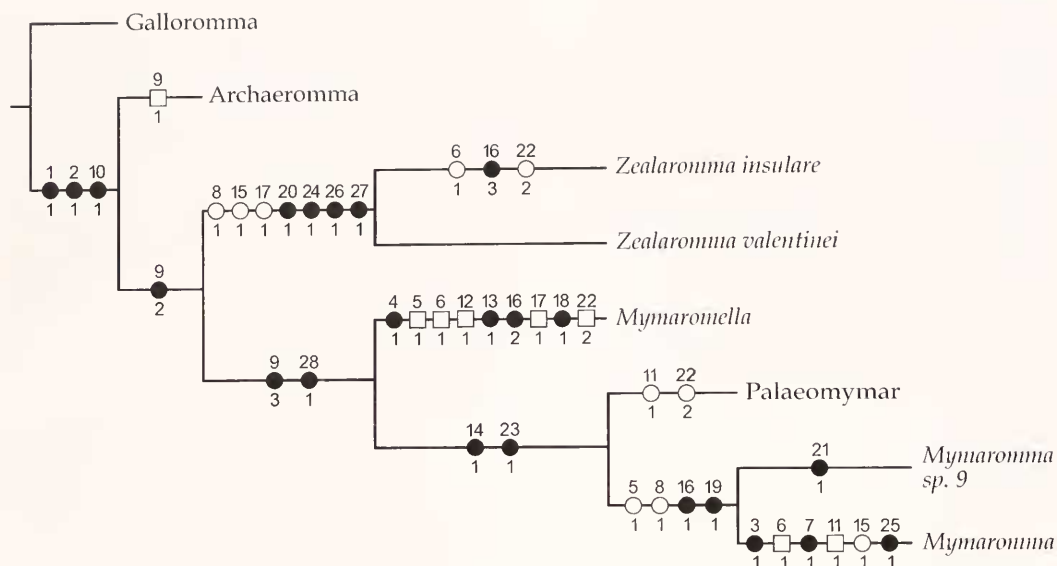 Galloromma
9
Archaeromma
1
6 16 22
Zealaromma insulare
1 3 2
1 2 10
1 1 1
8 15 17 20 24 26 27
1 1 1 1 1 1 1
Zealaromma valentinei
9
2
4 5 6 12 13 16 17 18 22
Mymaromella
1 1 1 1 1 2 1 1 2
9 28
3 1
11 22
Palaeomymar
1 2
14 23
1 1
21
Mymaromma
sp. 9
1
5 8 16 19
1 1 1 1
3 6 7 11 15 25
Mymaromma
1 1 1 1 1 1